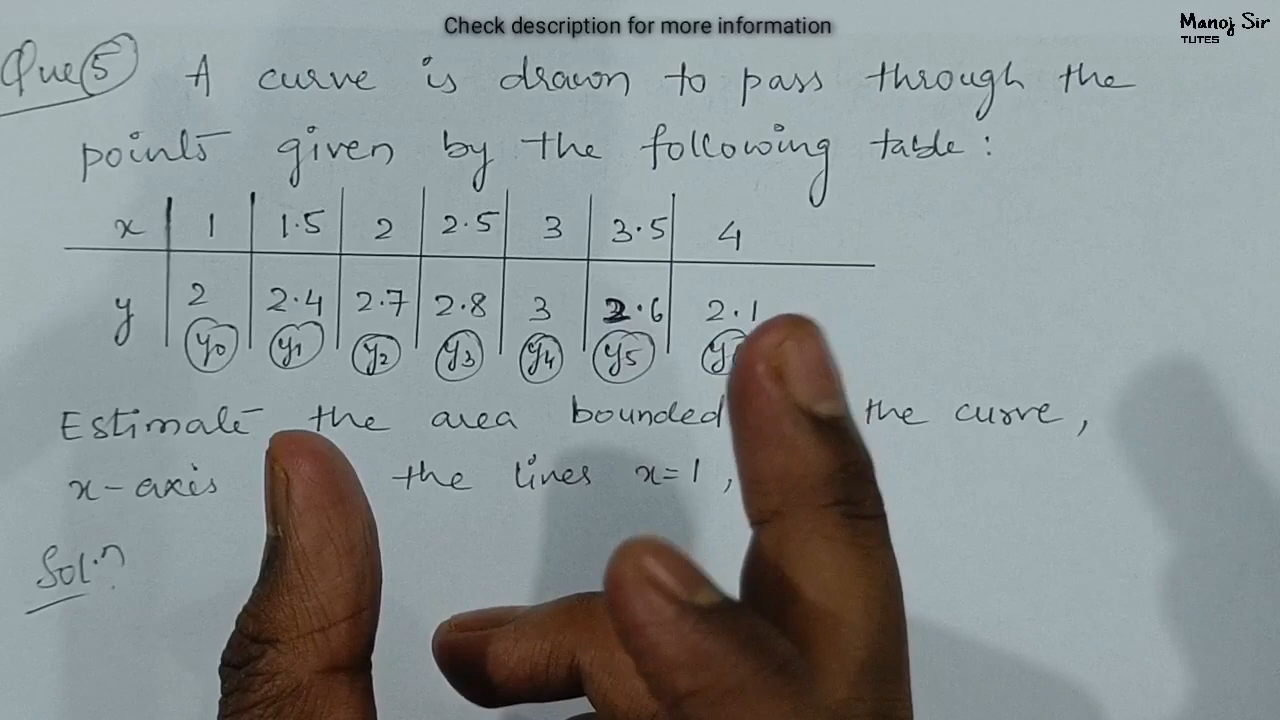 Check description for more information
Manoj Sir
TUTES
Que 5 A curve is drawn to pass through the
points given by the following table:
x 1 1.5 2 2.5 3 3.5 4
y 2 2.4 2.7 2.8 3 2.6 2.1
y0 y1 y2 y3 y4 y5
Estimate the area bounded the curve,
x-axis the lines x=1,
Sol.n